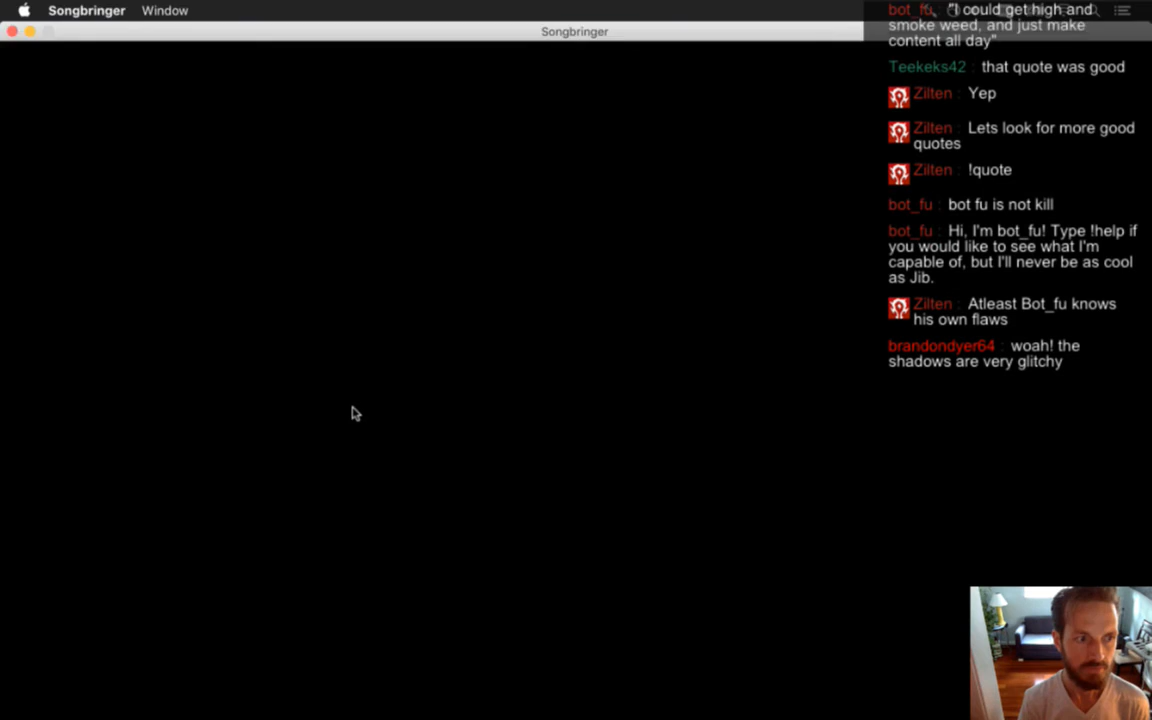 Songbringer Window
Songbringer
bot_fu: "I could get high and
smoke weed, and just make
content all day"
Teekeks42 : that quote was good
Zilten : Yep
Zilten : Lets look for more good
quotes
Zilten : !quote
bot_fu : bot fu is not kill
bot_fu : Hi, I'm bot_fu! Type !help if
you would like to see what I'm
capable of, but I'll never be as cool
as Jib.
Zilten : Atleast Bot_fu knows
his own flaws
brandondyer64 : woah! the
shadows are very glitchy